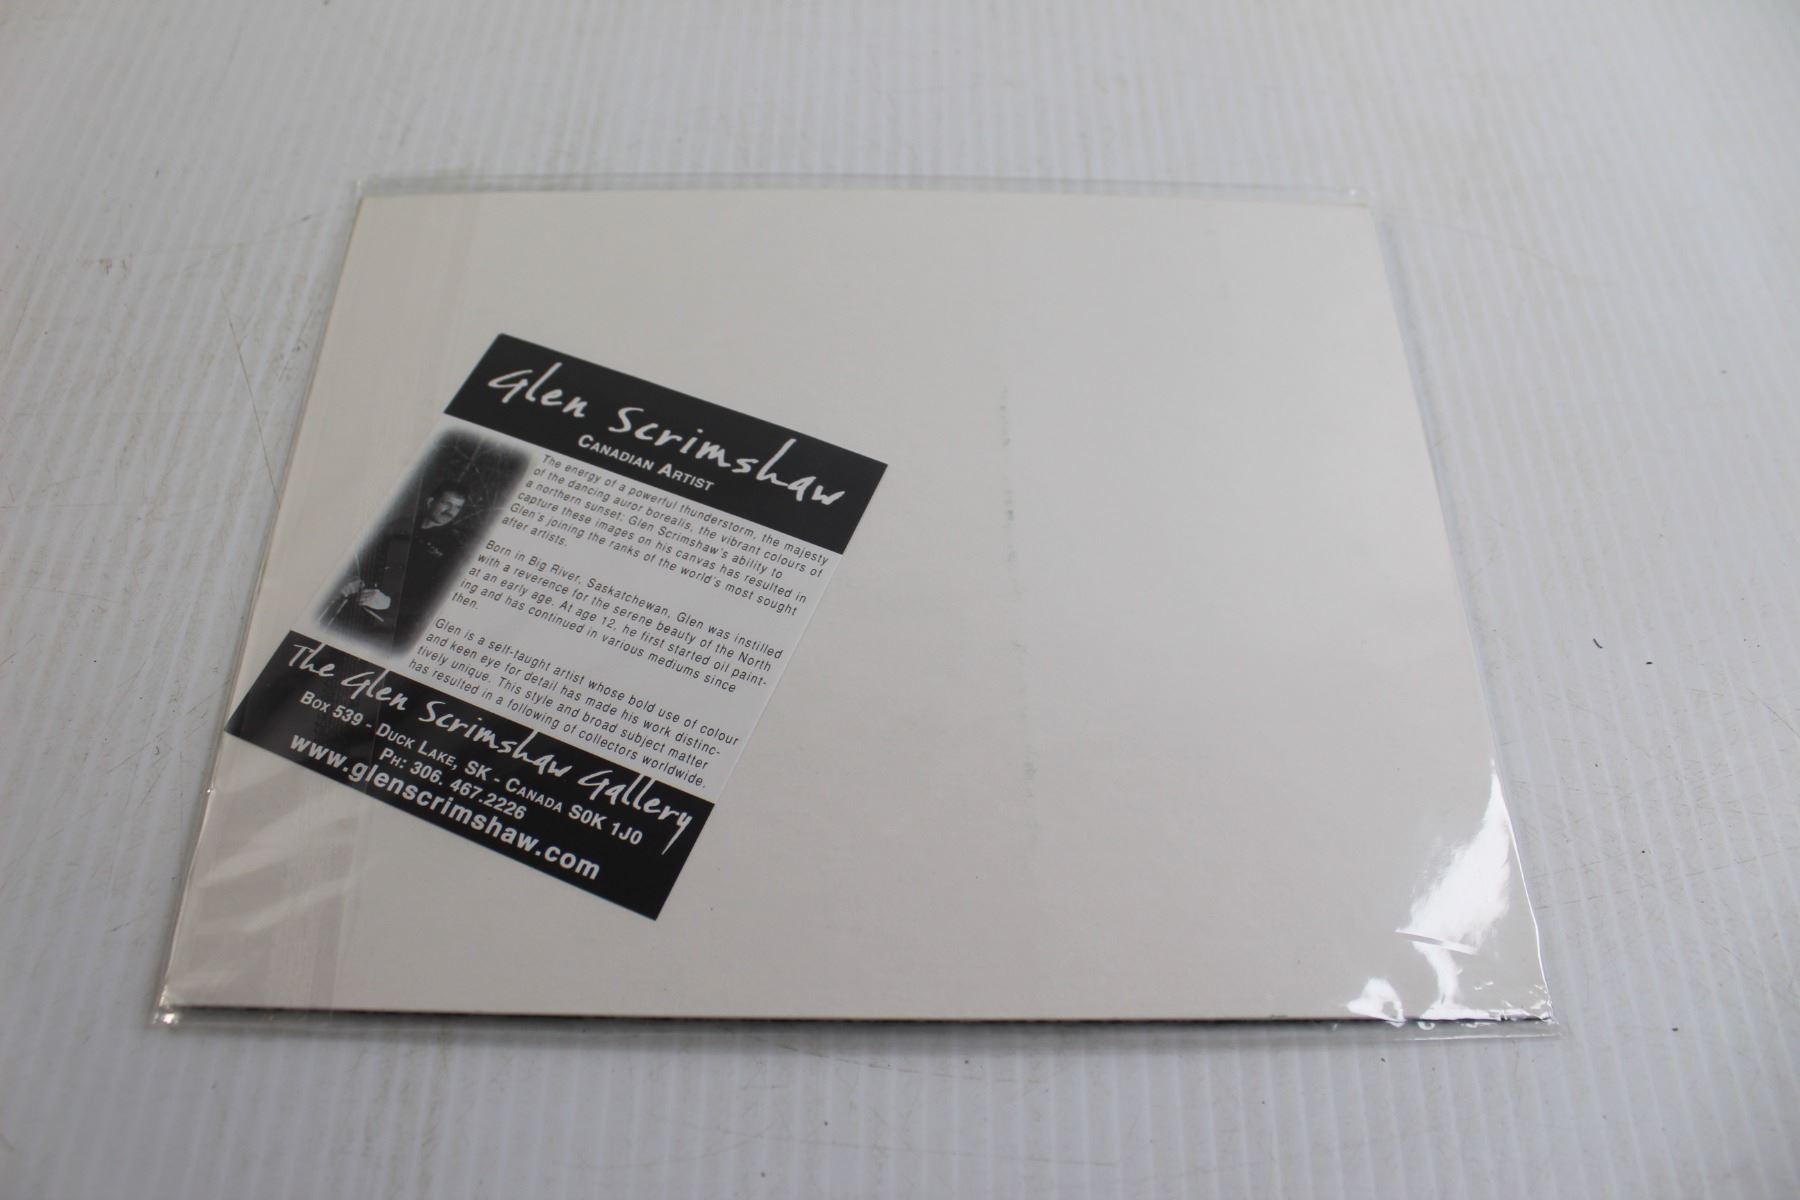 Glen Scrimshaw
CANADIAN ARTIST
The energy of a powerful thunderstorm, the majesty
of the dancing auror borealis, the vibrant colours of
a northern sunset: Glen Scrimshaw's ability to
capture these images on his canvas has resulted in
Glen's joining the ranks of the world's most sought
after artists.
Born in Big River, Saskatchewan, Glen was instilled
with a reverence for the serene beauty of the North
at an early age. At age 12, he first started oil paint-
ing and has continued in various mediums since
then.
Glen is a self-taught artist whose bold use of colour
and keen eye for detail has made his work distinc-
tively unique. This style and broad subject matter
has resulted in a following of collectors worldwide.
The Glen Scrimshaw Gallery
BOX 539 - DUCK LAKE, SK - CANADA S0K 1J0
PH: 306. 467.2226
www.glenscrimshaw.com